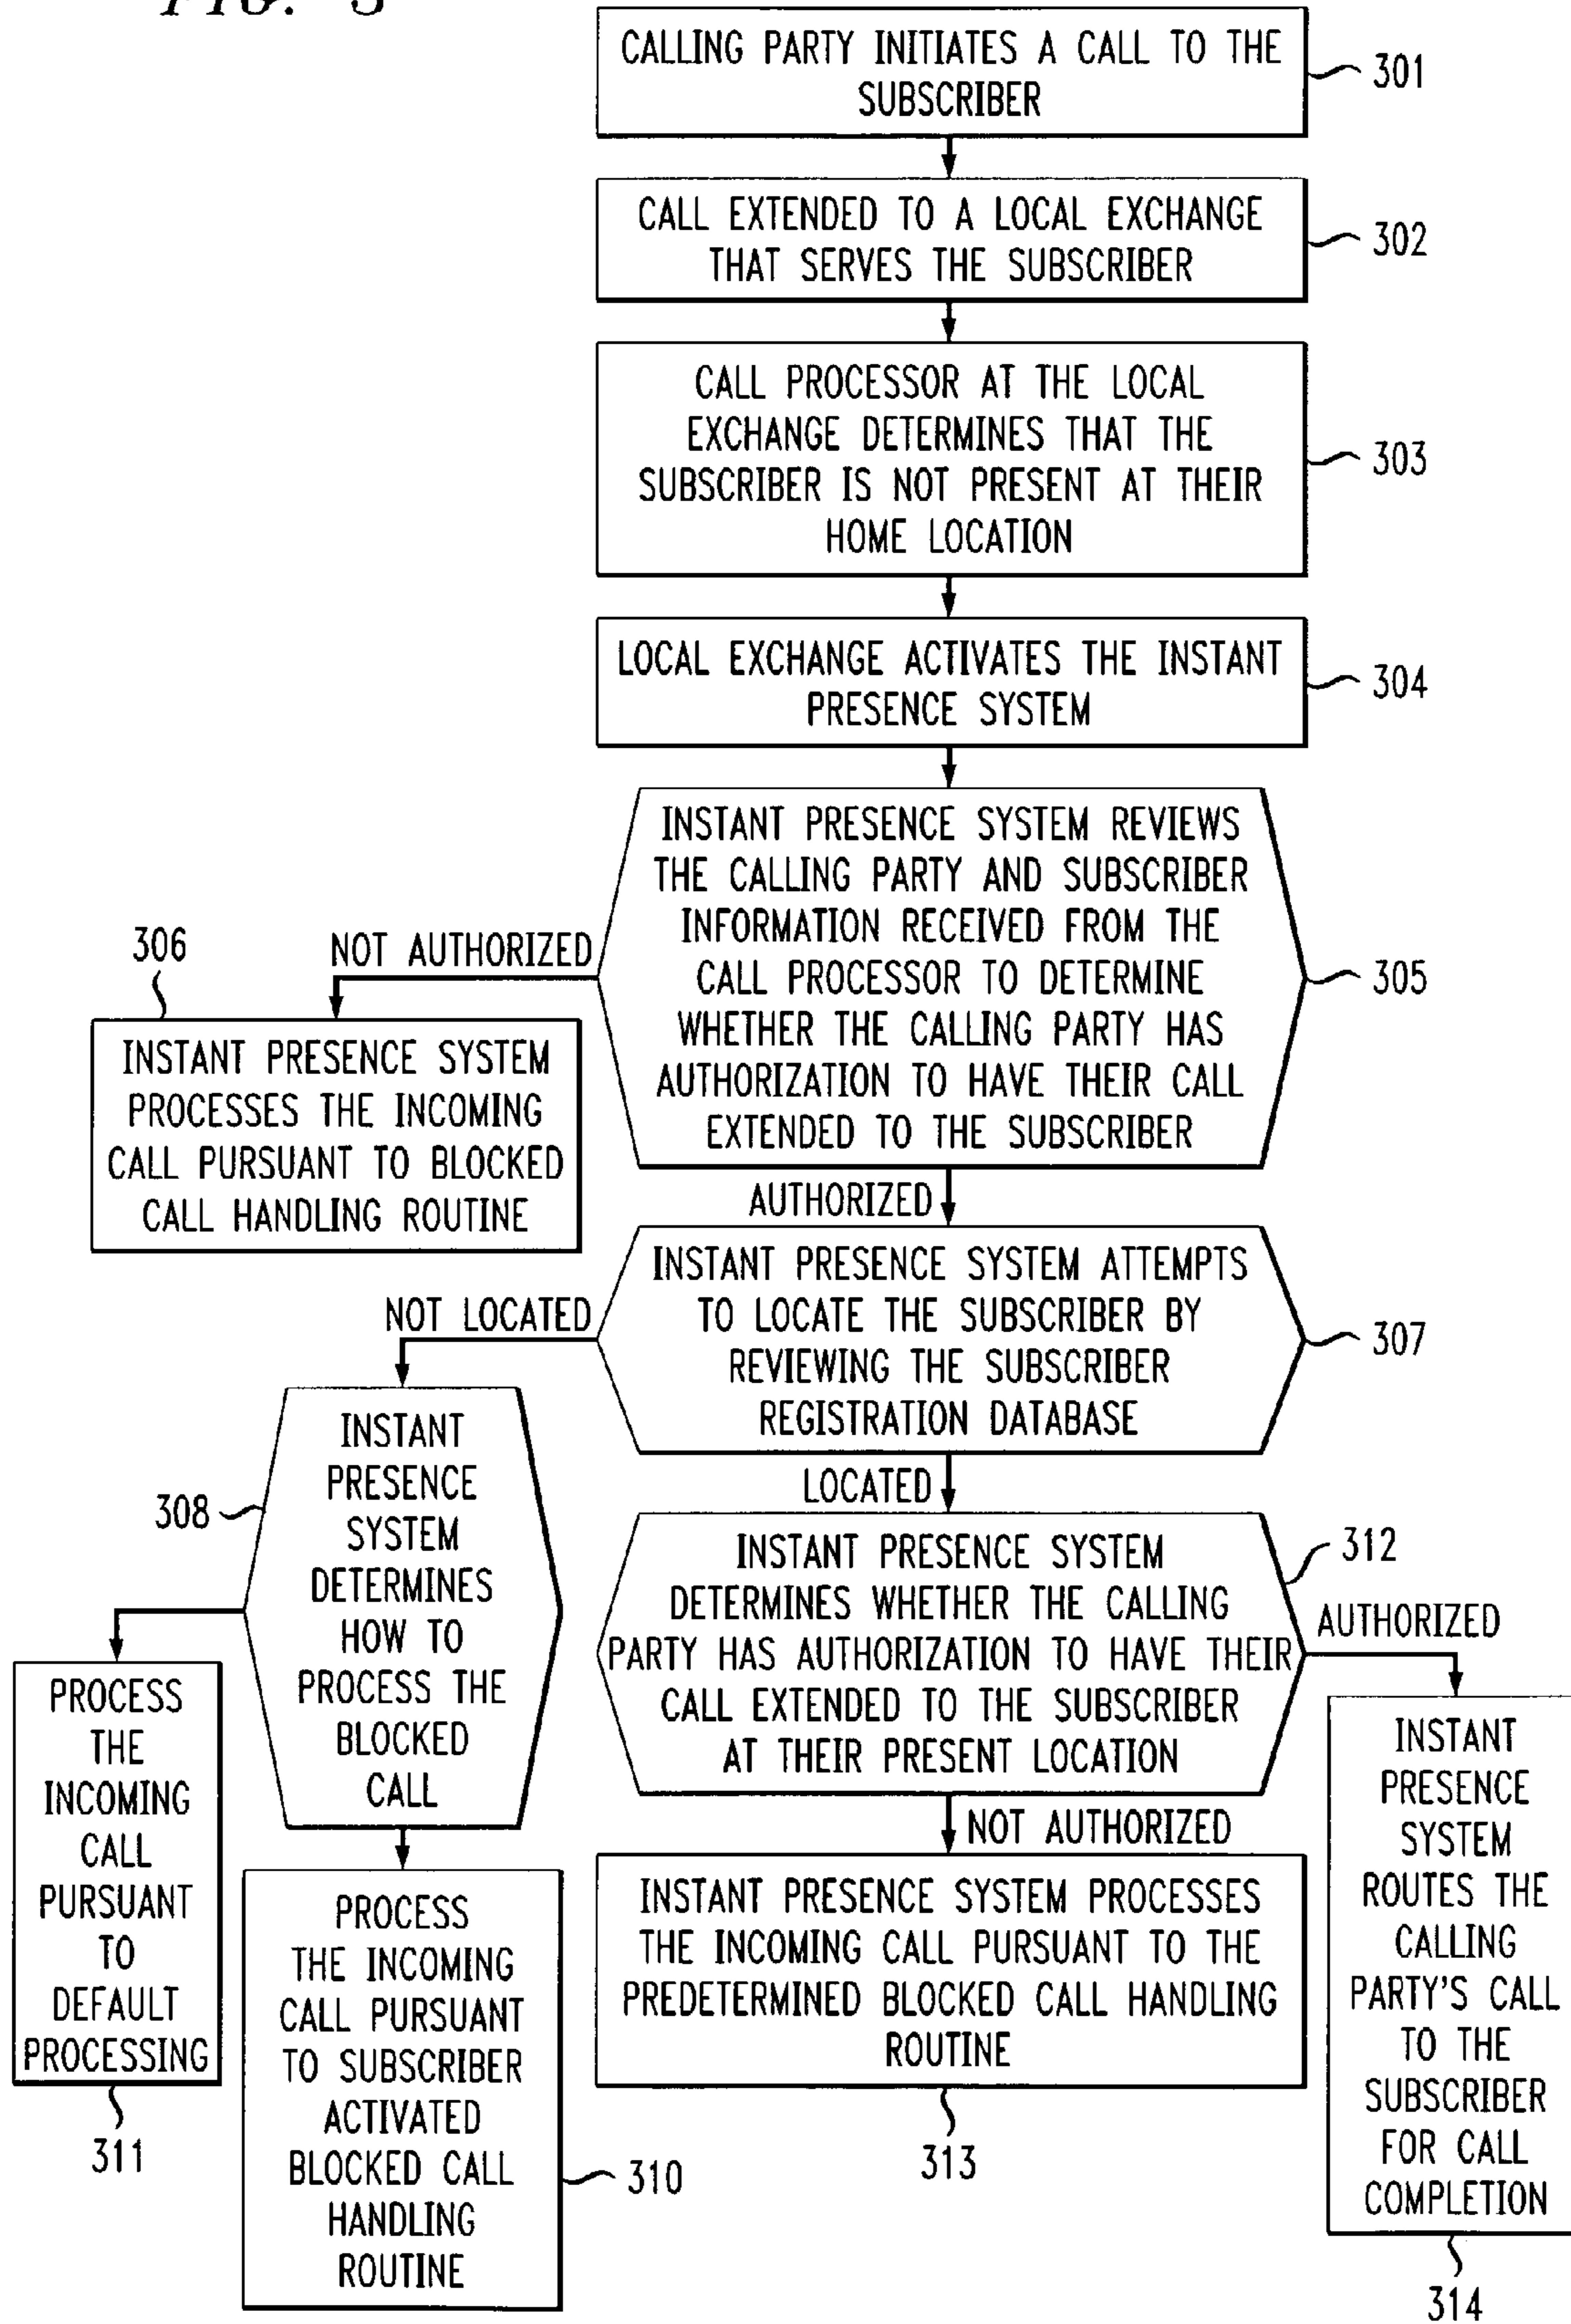 FIG. 3
CALLING PARTY INITIATES A CALL TO THE
SUBSCRIBER
301
CALL EXTENDED TO A LOCAL EXCHANGE
THAT SERVES THE SUBSCRIBER
302
CALL PROCESSOR AT THE LOCAL
EXCHANGE DETERMINES THAT THE
SUBSCRIBER IS NOT PRESENT AT THEIR
HOME LOCATION
303
LOCAL EXCHANGE ACTIVATES THE INSTANT
PRESENCE SYSTEM
304
INSTANT PRESENCE SYSTEM REVIEWS
THE CALLING PARTY AND SUBSCRIBER
INFORMATION RECEIVED FROM THE
CALL PROCESSOR TO DETERMINE
WHETHER THE CALLING PARTY HAS
AUTHORIZATION TO HAVE THEIR CALL
EXTENDED TO THE SUBSCRIBER
305
NOT AUTHORIZED
306
INSTANT PRESENCE SYSTEM
PROCESSES THE INCOMING
CALL PURSUANT TO BLOCKED
CALL HANDLING ROUTINE
AUTHORIZED
INSTANT PRESENCE SYSTEM ATTEMPTS
TO LOCATE THE SUBSCRIBER BY
REVIEWING THE SUBSCRIBER
REGISTRATION DATABASE
307
NOT LOCATED
308
INSTANT
PRESENCE
SYSTEM
DETERMINES
HOW TO
PROCESS THE
BLOCKED
CALL
LOCATED
INSTANT PRESENCE SYSTEM
DETERMINES WHETHER THE CALLING
PARTY HAS AUTHORIZATION TO HAVE THEIR
CALL EXTENDED TO THE SUBSCRIBER
AT THEIR PRESENT LOCATION
312
AUTHORIZED
PROCESS
THE
INCOMING
CALL
PURSUANT
TO
DEFAULT
PROCESSING
311
PROCESS
THE INCOMING
CALL PURSUANT
TO SUBSCRIBER
ACTIVATED
BLOCKED CALL
HANDLING
ROUTINE
310
NOT AUTHORIZED
INSTANT PRESENCE SYSTEM PROCESSES
THE INCOMING CALL PURSUANT TO THE
PREDETERMINED BLOCKED CALL HANDLING
ROUTINE
313
INSTANT
PRESENCE
SYSTEM
ROUTES THE
CALLING
PARTY'S CALL
TO THE
SUBSCRIBER
FOR CALL
COMPLETION
314